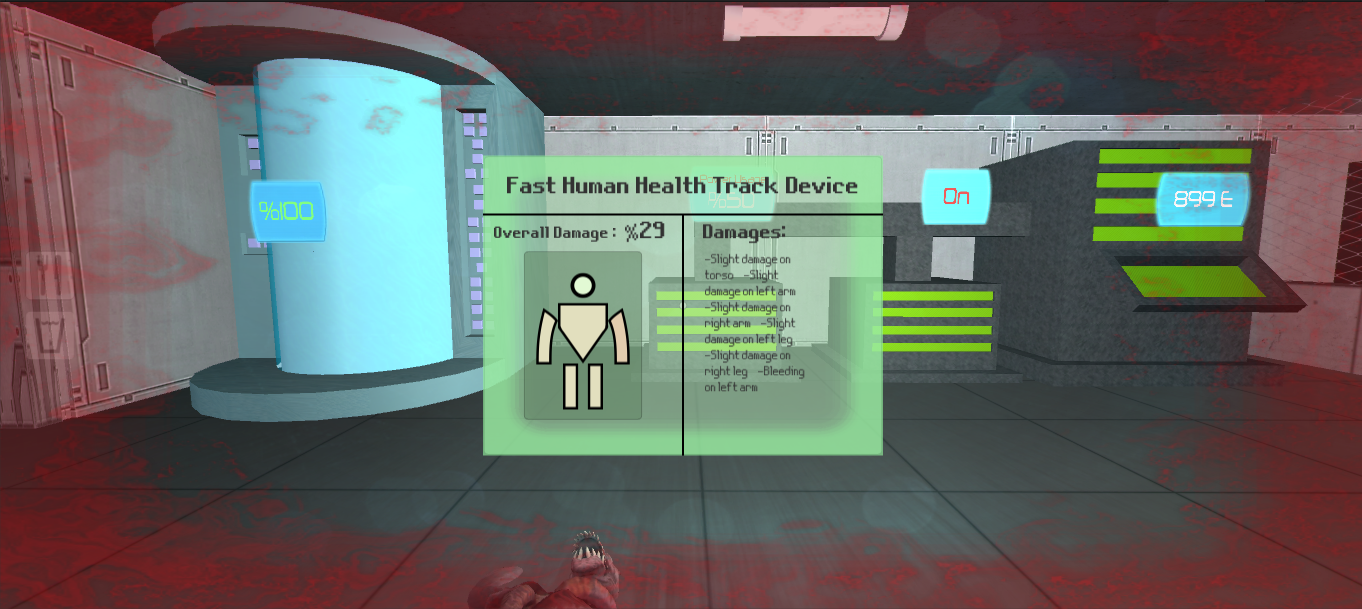 Fast Human Health Track Device
Overall Damage : %29
Damages:
-Slight damage on
torso -Slight
damage on left arm
-Slight damage on
right arm -Slight
damage on left leg
-Slight damage on
right leg -Bleeding
on left arm
%100
%50
On
899 E